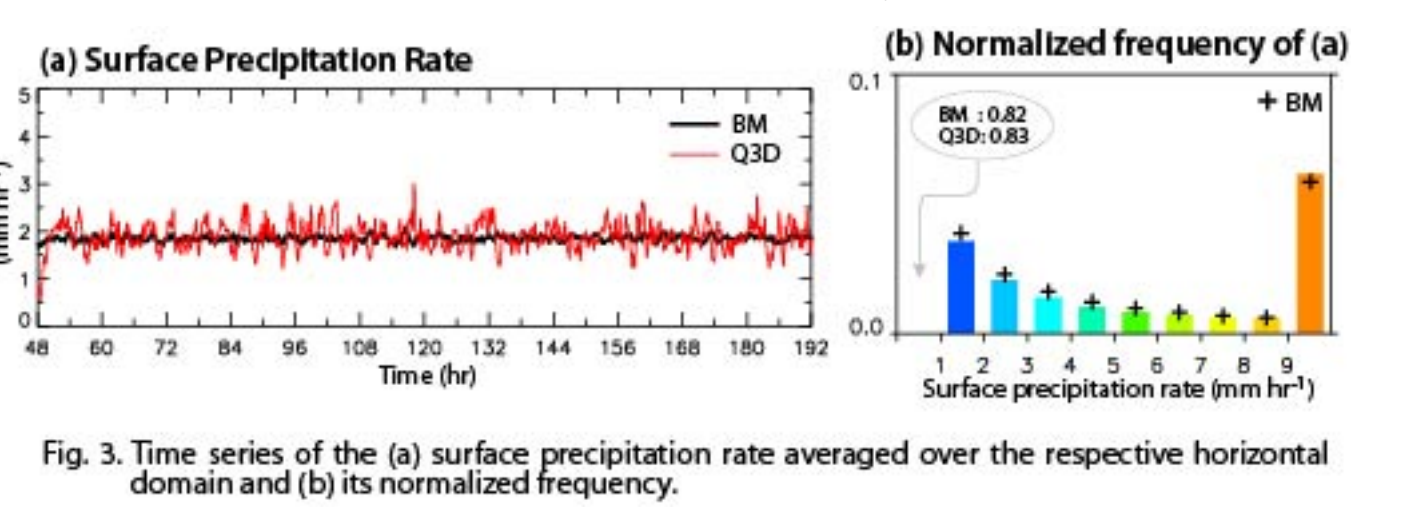 (a) Surface Precipitation Rate
5
4
3
2
1
0
BM
Q3D
48 60 72 84 96 108 120 132 144 156 168 180 192
Time (hr)
(b) Normalized frequency of (a)
0.1
0.0
BM : 0.82
Q3D: 0.83
+ BM
1 2 3 4 5 6 7 8 9
Surface precipitation rate (mm hr⁻¹)
Fig. 3. Time series of the (a) surface precipitation rate averaged over the respective horizontal
domain and (b) its normalized frequency.